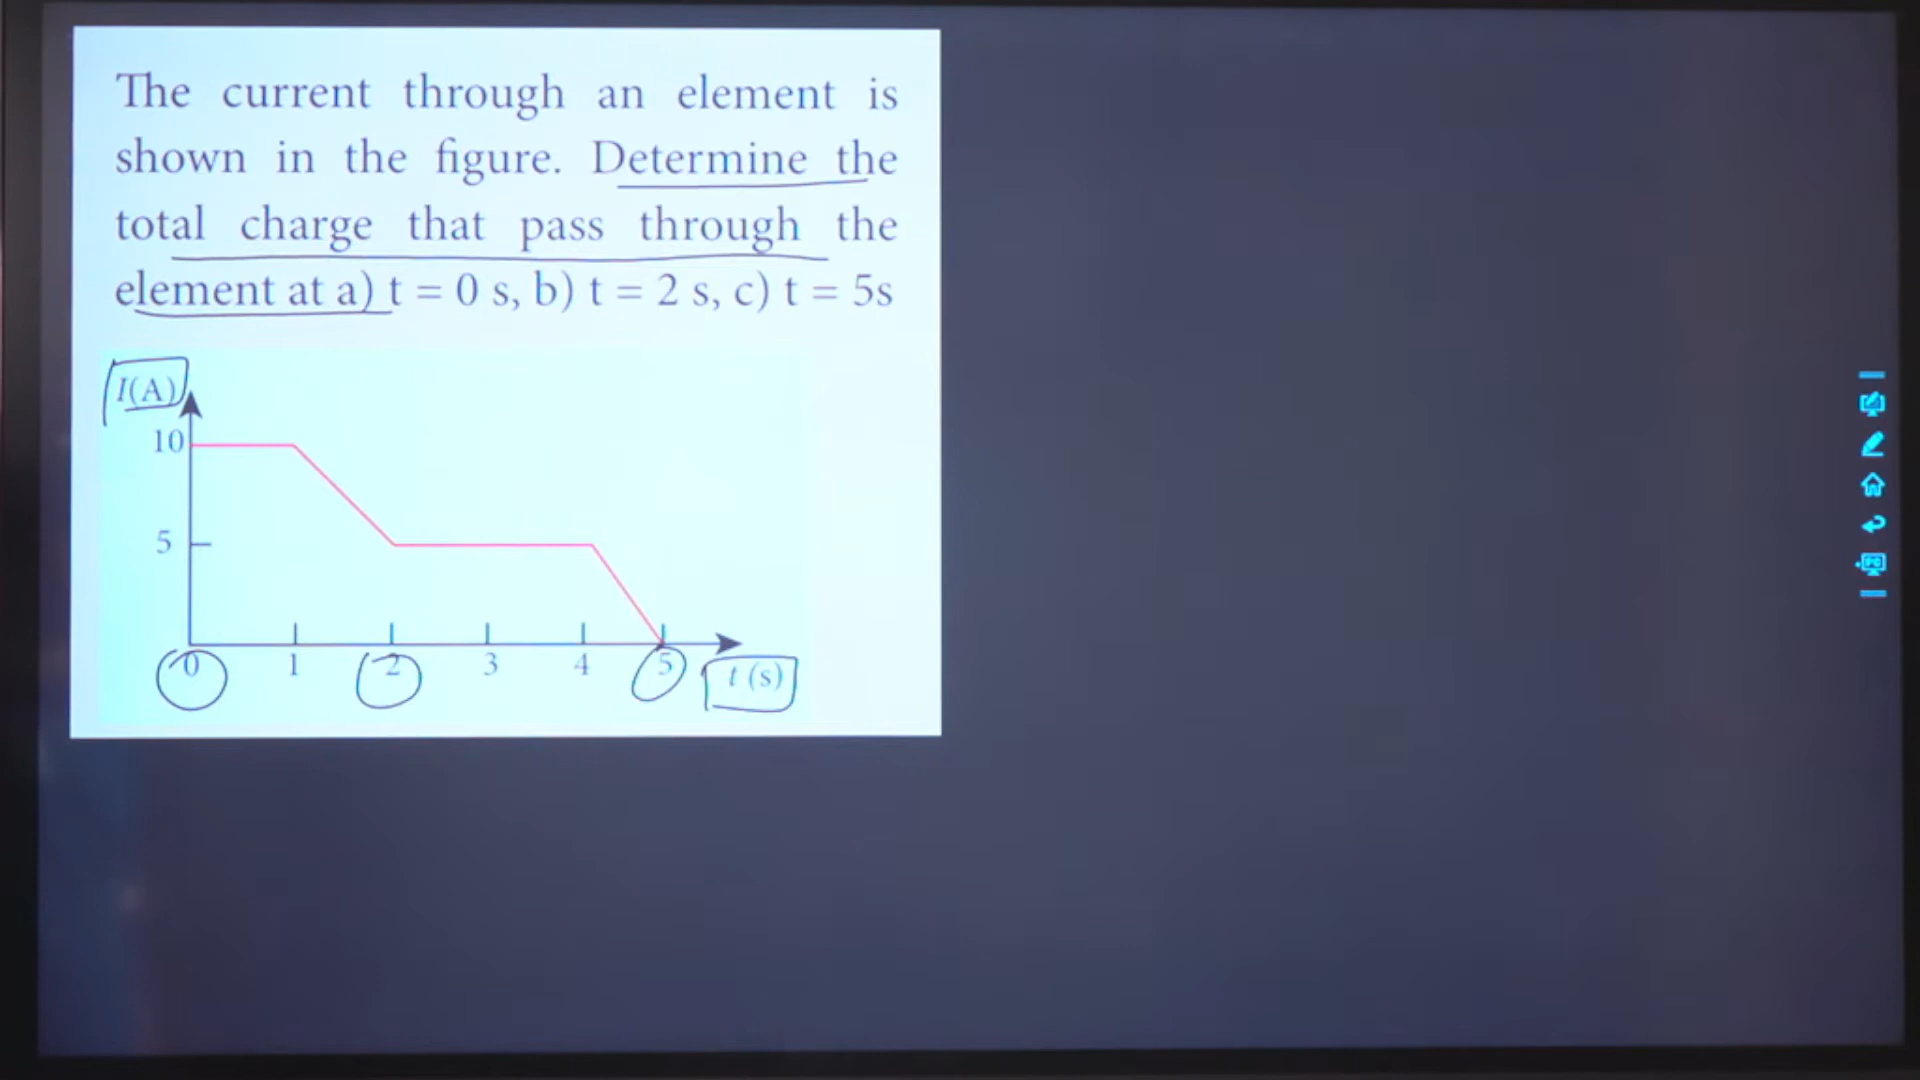 The current through an element is
shown in the figure. Determine the
total charge that pass through the
element at a) t = 0 s, b) t = 2 s, c) t = 5s
I(A)
10
5
0 1 2 3 4 5 t (s)